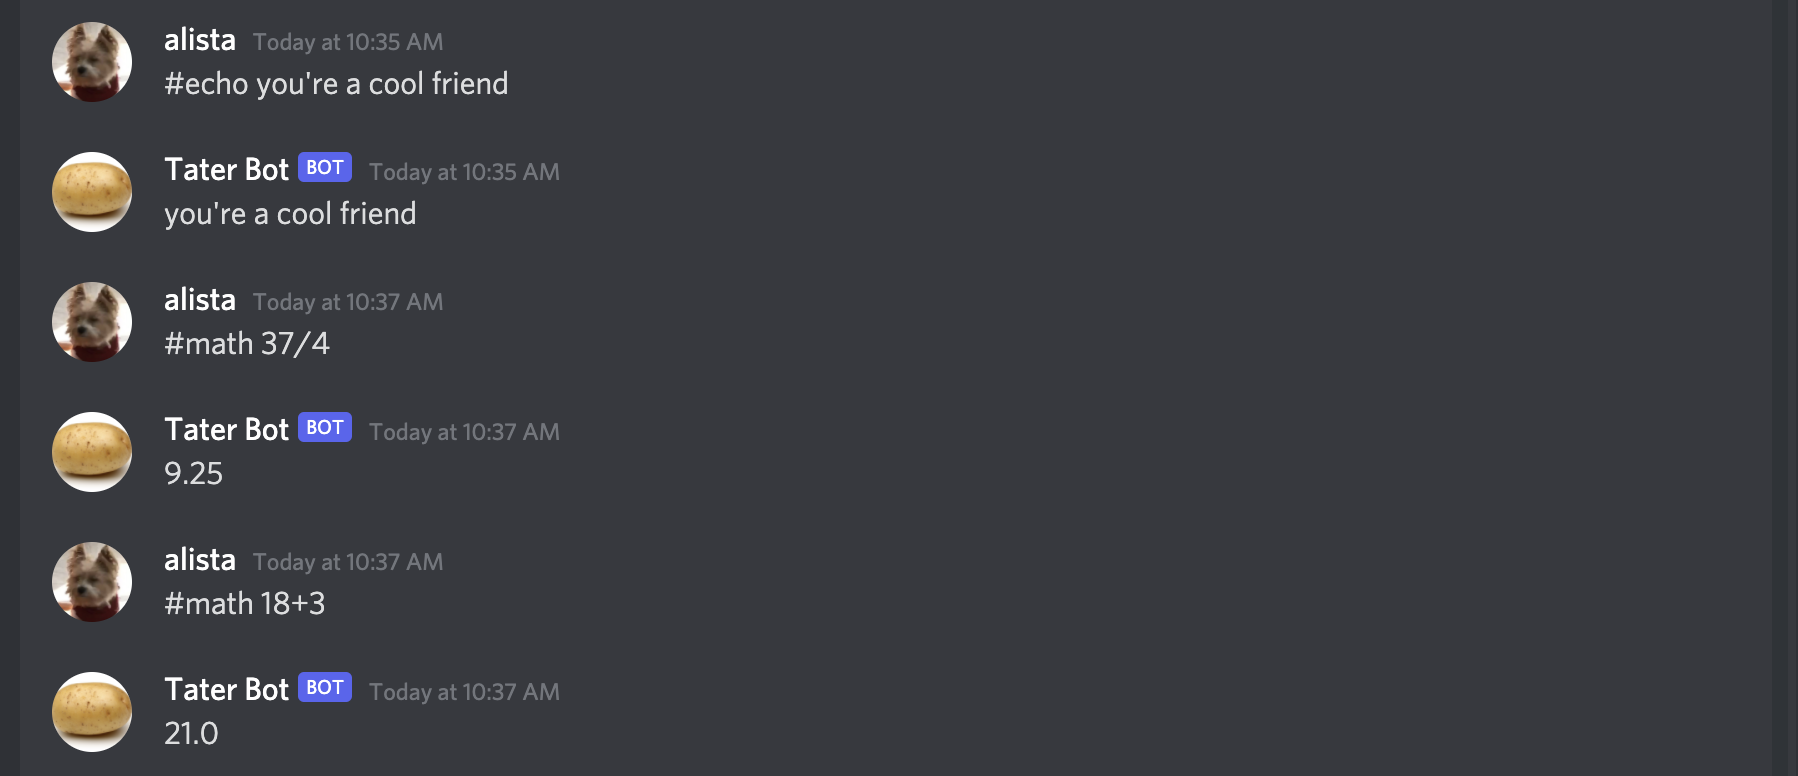 alista Today at 10:35 AM
#echo you're a cool friend
Tater Bot BOT Today at 10:35 AM
you're a cool friend
alista Today at 10:37 AM
#math 37/4
Tater Bot BOT Today at 10:37 AM
9.25
alista Today at 10:37 AM
#math 18+3
Tater Bot BOT Today at 10:37 AM
21.0